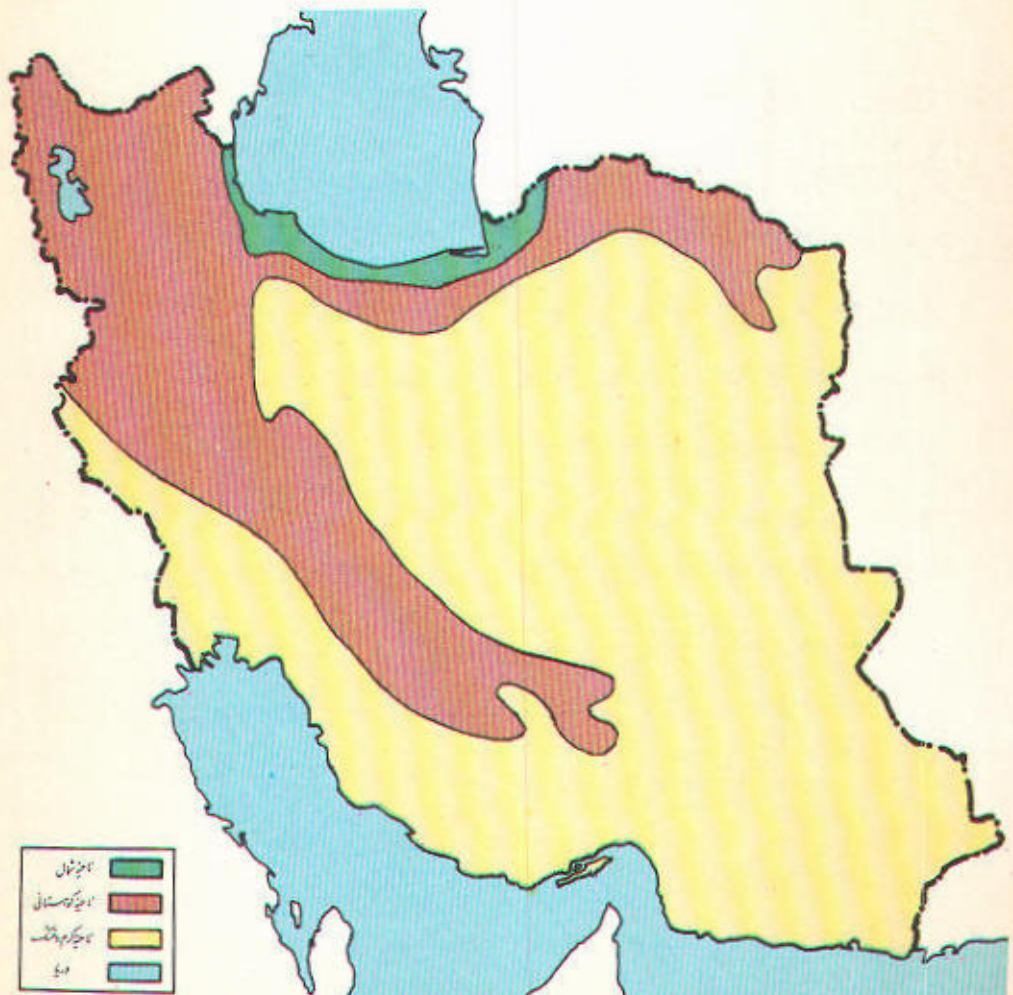 ناحیه شمال
ناحیه کوهستانی
ناحیه گرم و خشک
دریا